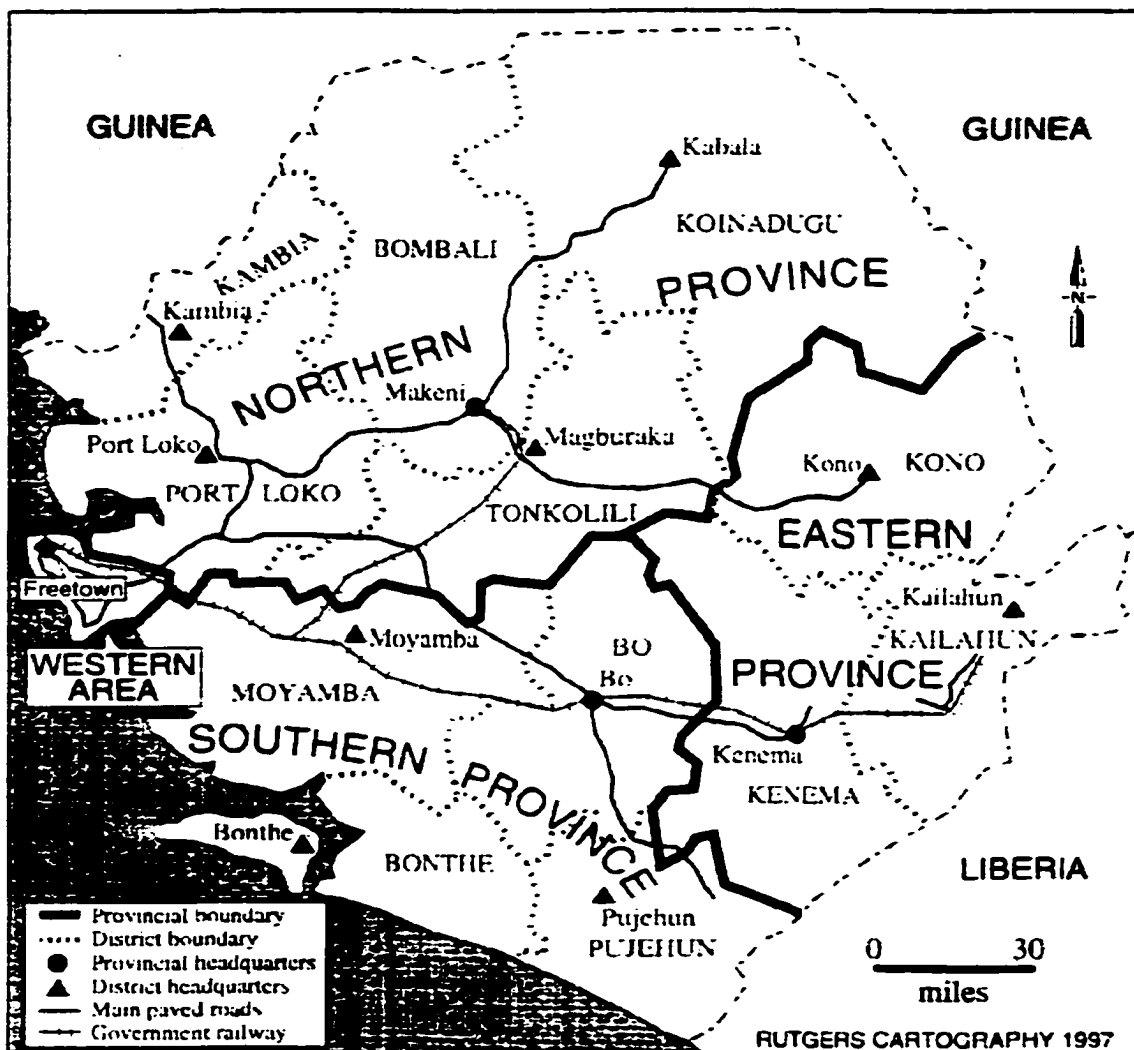 GUINEA
GUINEA
Kabala
KOINADUGU
BOMBALI
KAMBIA
PROVINCE
N
Kambia
NORTHERN
Makeni
Port Loko
Magburaka
Kono
KONO
PORT LOKO
TONKOLILI
EASTERN
Freetown
Kailahun
KAILAHUN
Moyamba
BO
WESTERN
AREA
MOYAMBA
Bo
PROVINCE
SOUTHERN
PROVINCE
Kenema
KENEMA
Bonthe
BONTHE
LIBERIA
Pujehun
PUJEHUN
Provincial boundary
District boundary
Provincial headquarters
District headquarters
Main paved roads
Government railway
0 30
miles
RUTGERS CARTOGRAPHY 1997